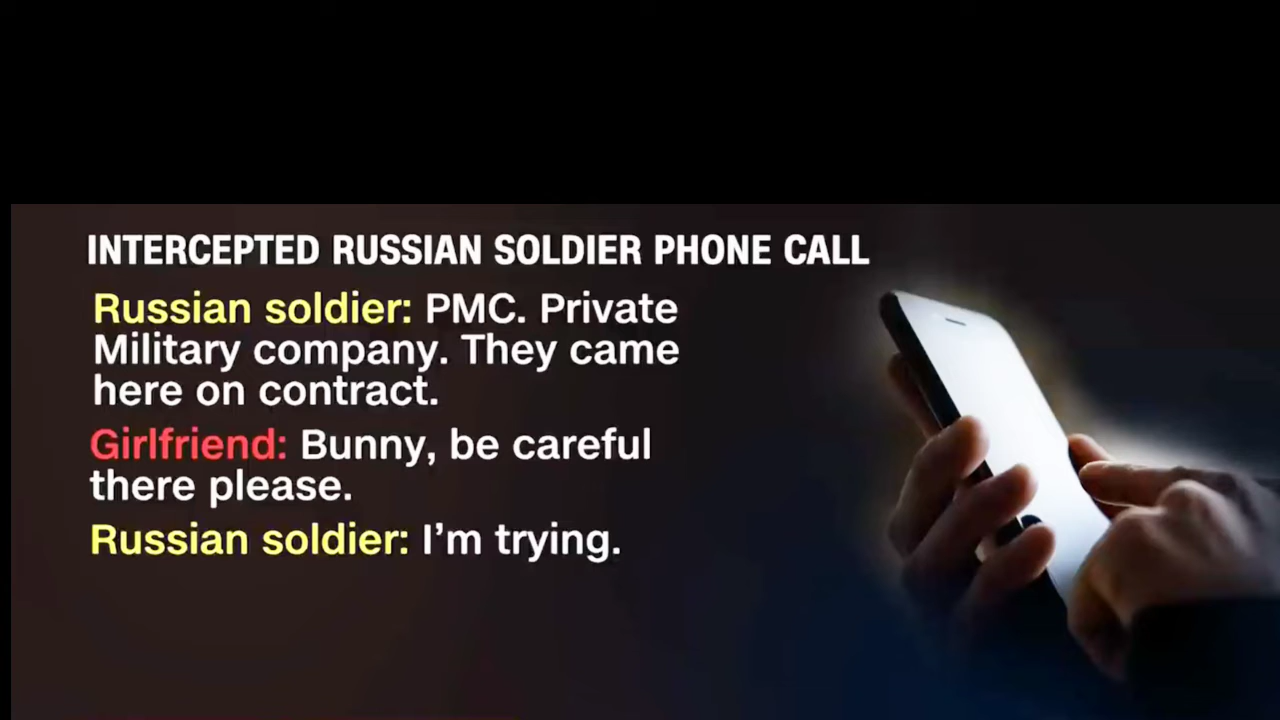 INTERCEPTED RUSSIAN SOLDIER PHONE CALL
Russian soldier: PMC. Private
Military company. They came
here on contract.
Girlfriend: Bunny, be careful
there please.
Russian soldier: I'm trying.